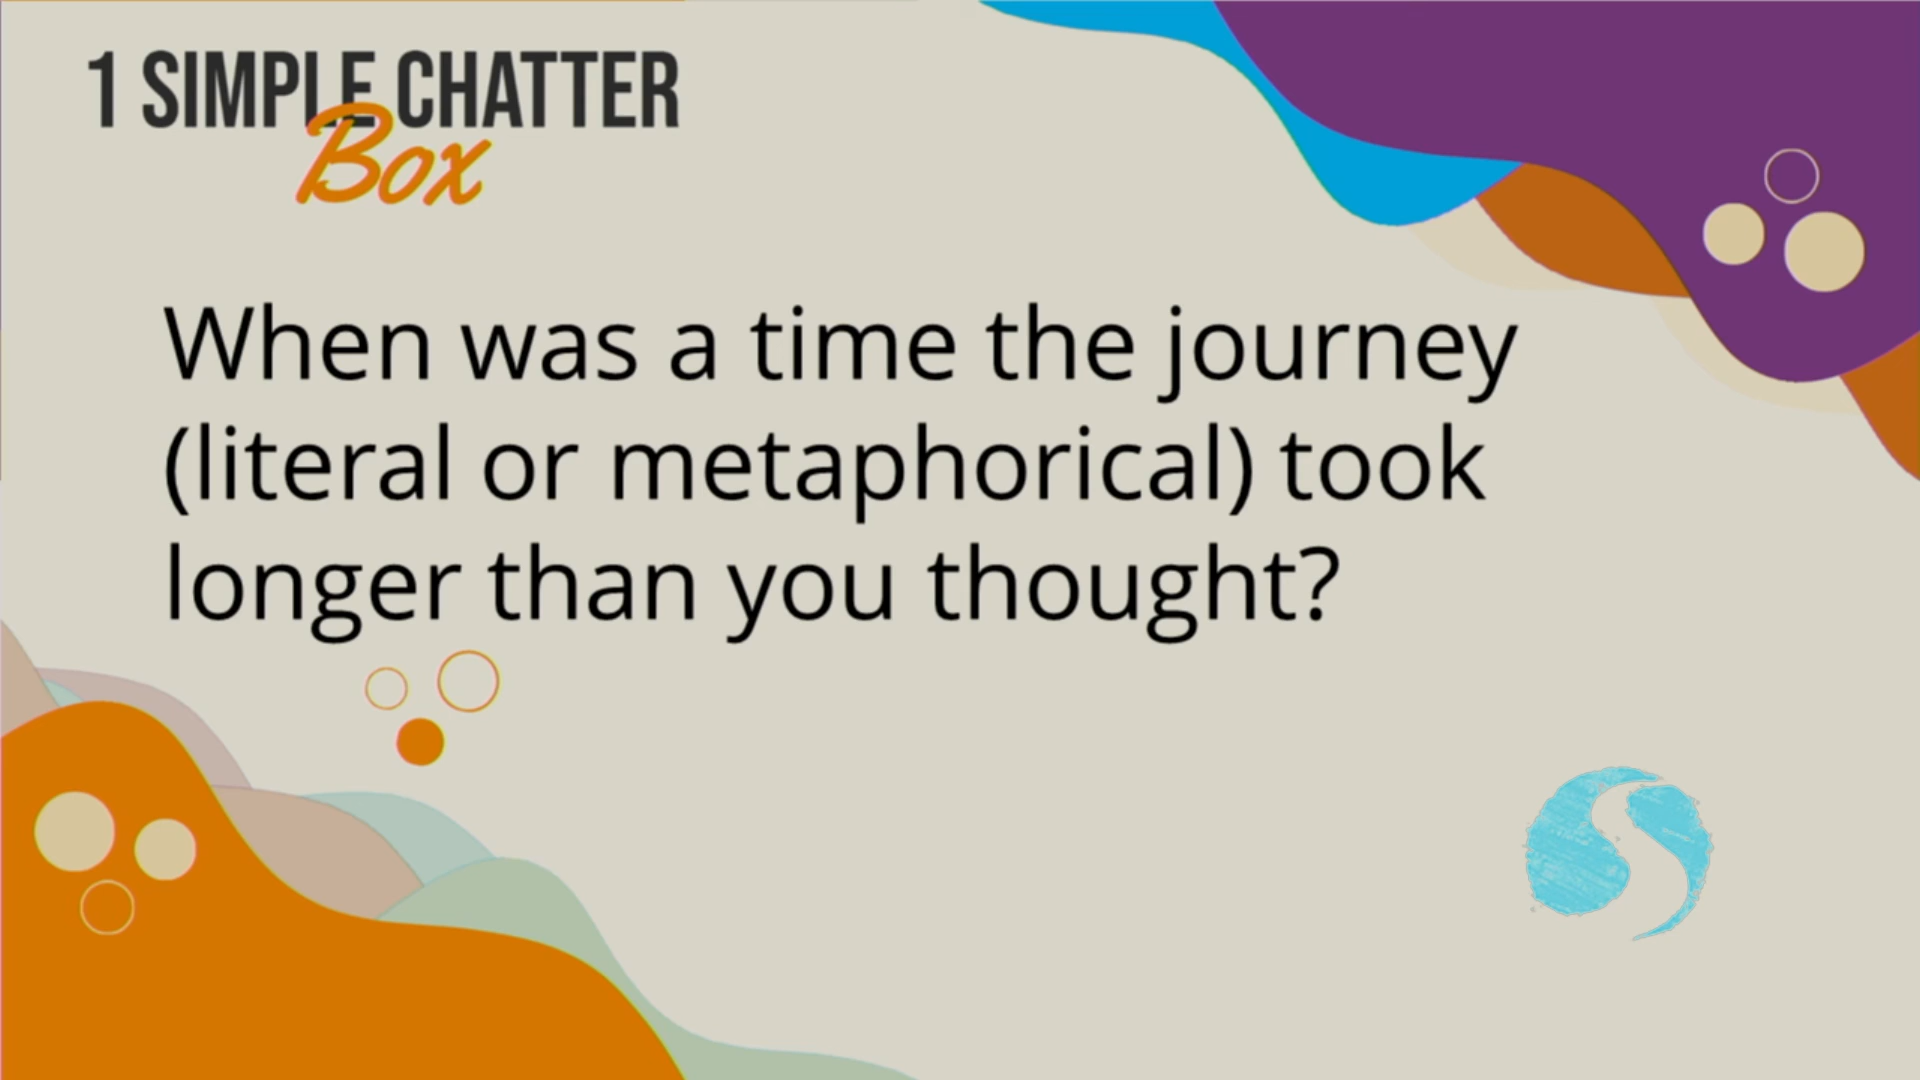 1 SIMPLE CHATTER
Box
When was a time the journey
(literal or metaphorical) took
longer than you thought?